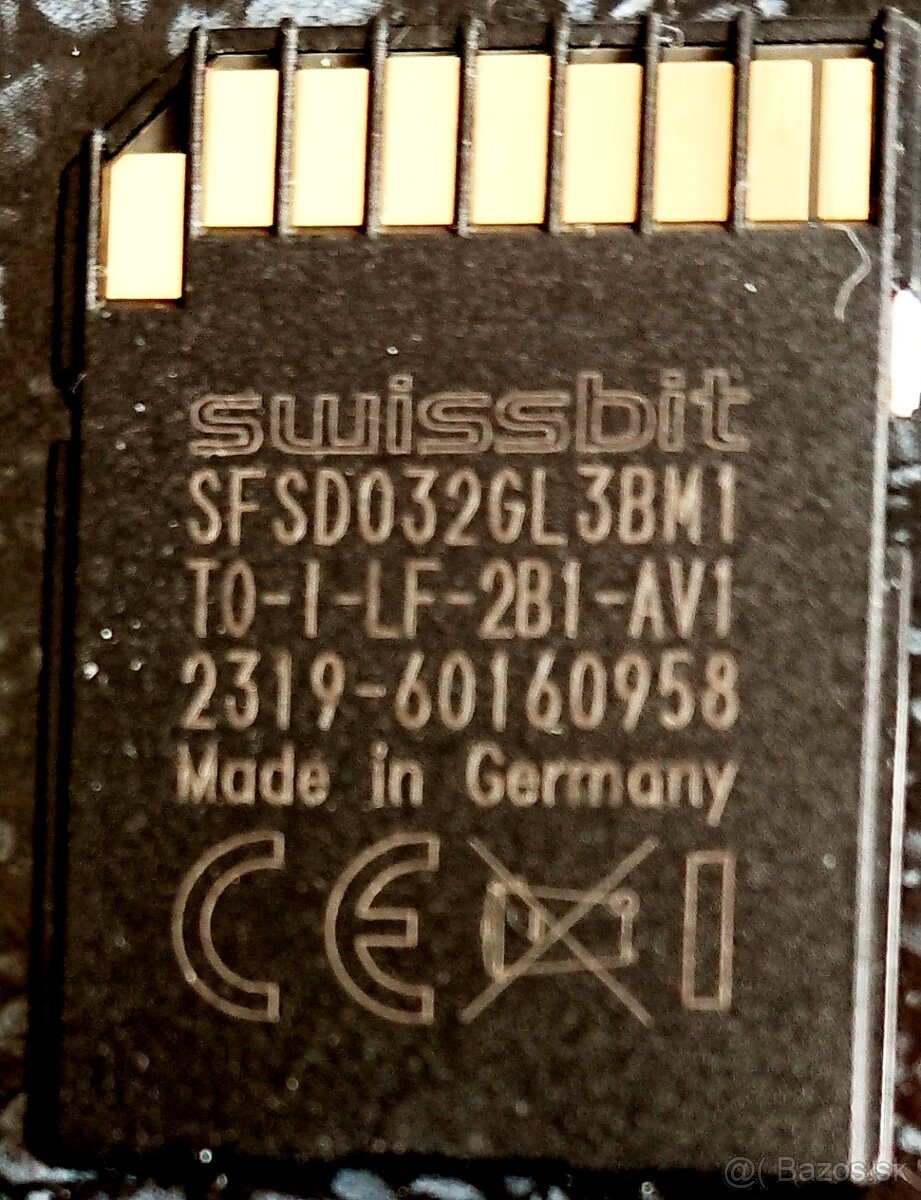 swissbit
SFSD032GL3BM1
TO-I-LF-2B1-AV1
2319-60160958
Made in Germany
CE
@( Bazos.sk